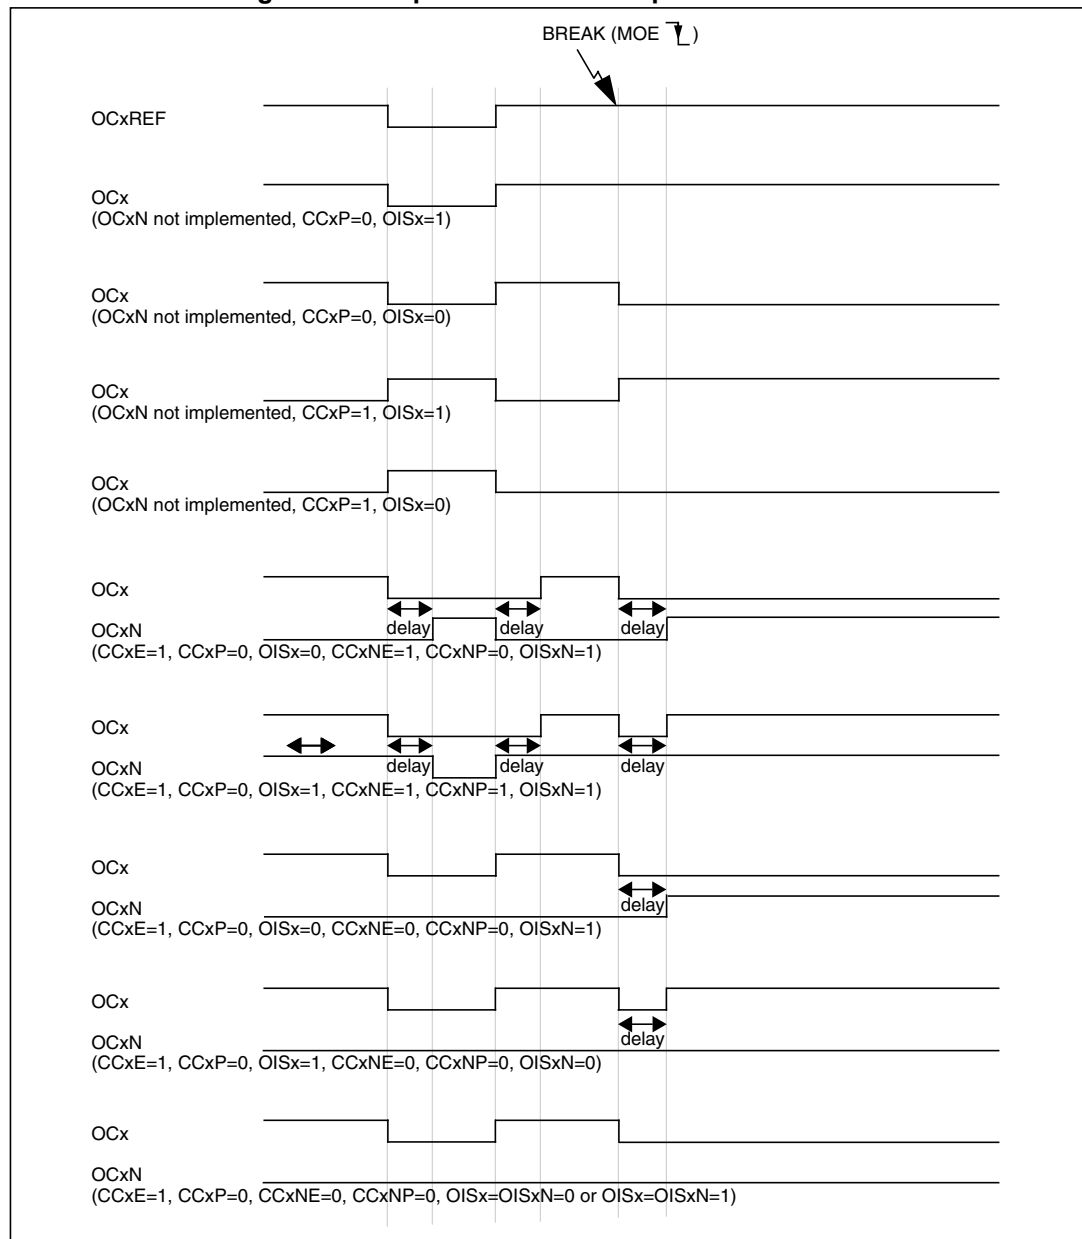 BREAK (MOE )
OCxREF
OCx
(OCxN not implemented, CCxP=0, OISx=1)
OCx
(OCxN not implemented, CCxP=0, OISx=0)
OCx
(OCxN not implemented, CCxP=1, OISx=1)
OCx
(OCxN not implemented, CCxP=1, OISx=0)
OCx
delay delay delay
OCxN
(CCxE=1, CCxP=0, OISx=0, CCxNE=1, CCxNP=0, OISxN=1)
OCx
delay delay delay
OCxN
(CCxE=1, CCxP=0, OISx=1, CCxNE=1, CCxNP=1, OISxN=1)
OCx
delay
OCxN
(CCxE=1, CCxP=0, OISx=0, CCxNE=0, CCxNP=0, OISxN=1)
OCx
delay
OCxN
(CCxE=1, CCxP=0, OISx=1, CCxNE=0, CCxNP=0, OISxN=0)
OCx
OCxN
(CCxE=1, CCxP=0, CCxNE=0, CCxNP=0, OISx=OISxN=0 or OISx=OISxN=1)